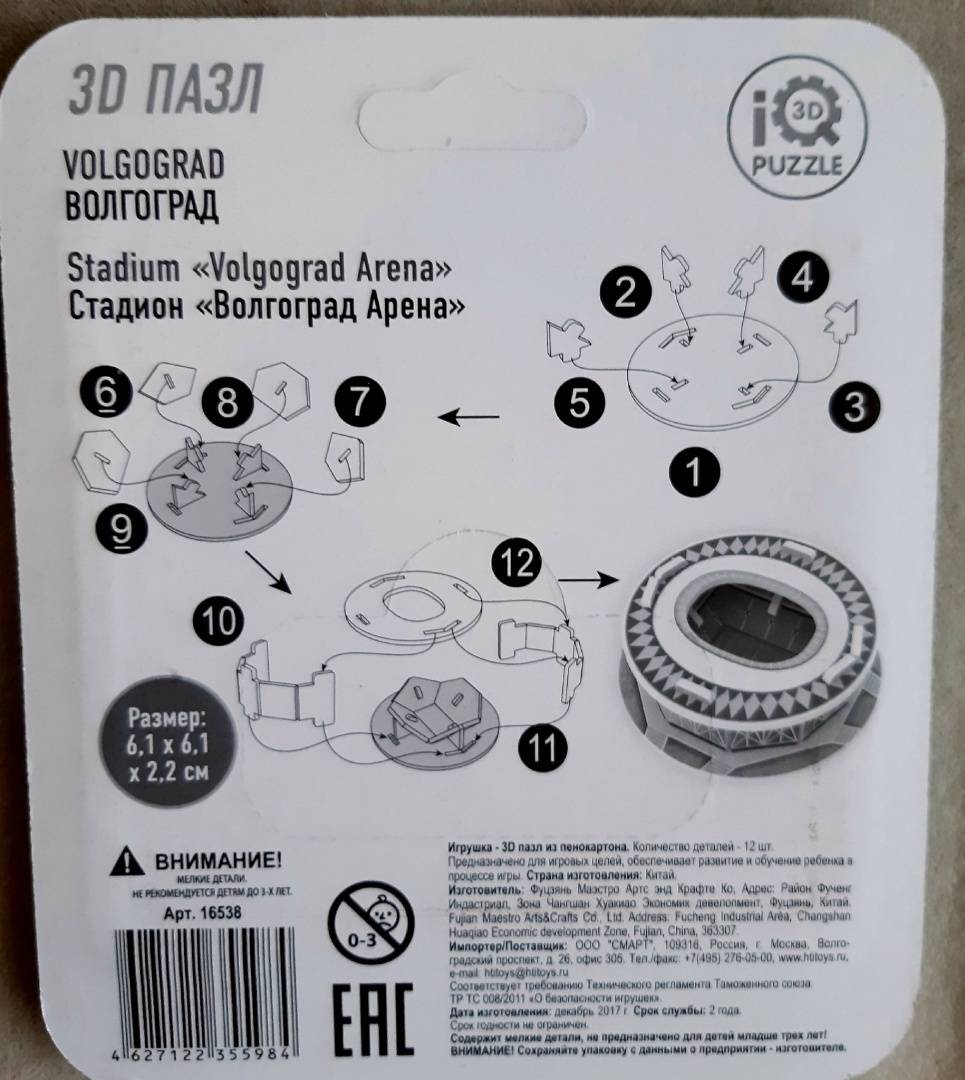 3D ПАЗЛ
iQ 3D
PUZZLE
VOLGOGRAD
ВОЛГОГРАД
Stadium «Volgograd Arena»
Стадион «Волгоград Арена»
2
4
5
3
1
6
8
7
9
12
10
11
Размер:
6,1 x 6,1
x 2,2 см
ВНИМАНИЕ!
МЕЛКИЕ ДЕТАЛИ.
НЕ РЕКОМЕНДУЕТСЯ ДЕТЯМ ДО 3-Х ЛЕТ.
Арт. 16538
4 627122 355984
0-3
EAC
Игрушка - 3D пазл из пенокартона. Количество деталей - 12 шт.
Предназначено для игровых целей, обеспечивает развитие и обучение ребенка в
процессе игры. Страна изготовления: Китай.
Изготовитель: Фуцзянь Маэстро Артс энд Крафте Ко, Адрес: Район Фученг
Индастриал, Зона Чангшан Хуакиао Экономик девелопмент, Фуцзянь, Китай.
Fujian Maestro Arts&Crafts Co., Ltd. Address: Fucheng Industrial Area, Changshan
Huaqiao Economic development Zone, Fujian, China, 363307.
Импортер/Поставщик: ООО "СМАРТ", 109316, Россия, г. Москва, Волго-
градский проспект, д. 26, офис 305. Тел./факс: +7(495) 276-05-00, www.htitoys.ru,
e-mail: htitoys@htitoys.ru
Соответствует требованию Технического регламента Таможенного союза
ТР ТС 008/2011 «О безопасности игрушек».
Дата изготовления: декабрь 2017 г. Срок службы: 2 года.
Срок годности не ограничен.
Содержит мелкие детали, не предназначено для детей младше трех лет!
ВНИМАНИЕ! Сохраняйте упаковку с данными о предприятии - изготовителе.